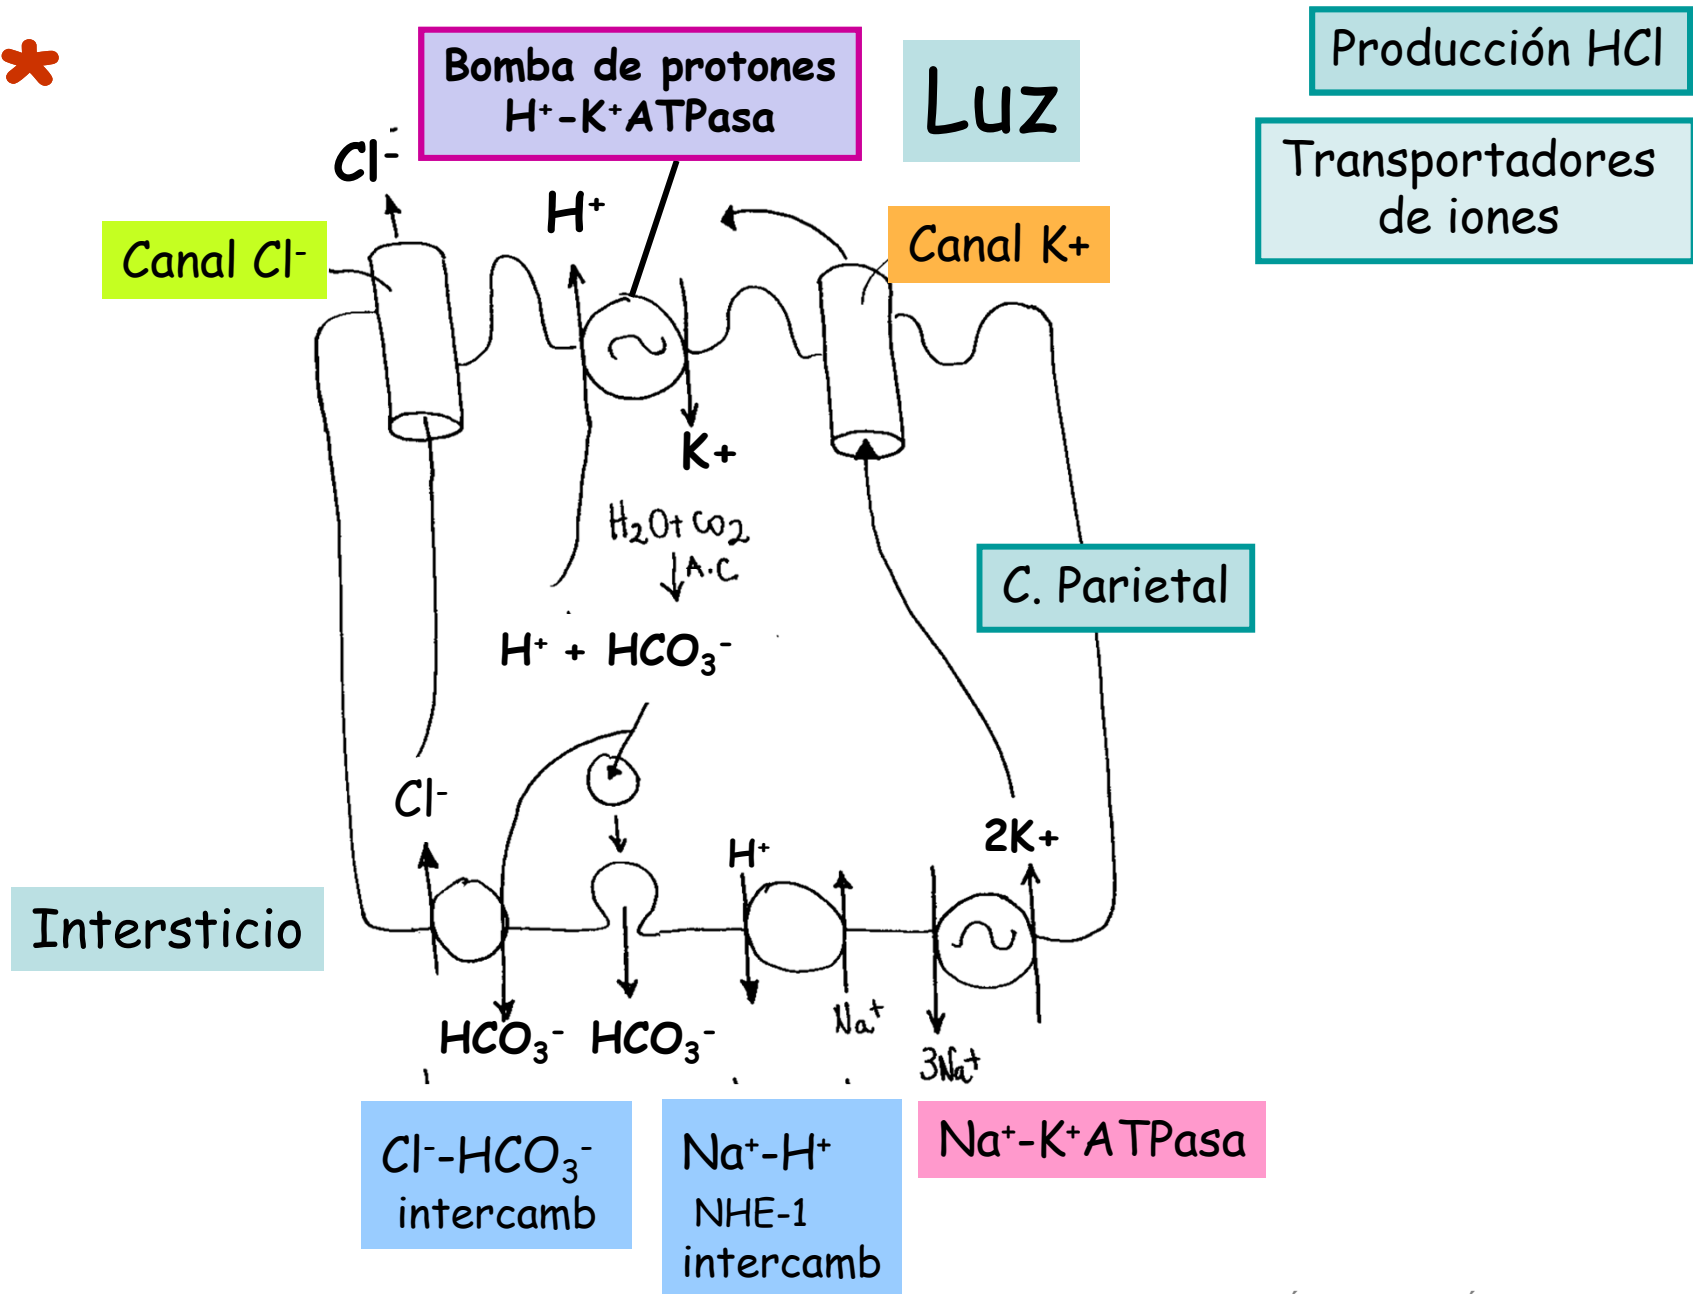 *
Bomba de protones
H⁺-K⁺ATPasa
Luz
Producción HCl
Transportadores
de iones
Cl⁻
H⁺
Canal Cl⁻
Canal K+
K+
H₂O+CO₂
A.C.
C. Parietal
H⁺ + HCO₃⁻
Cl⁻
H⁺
2K+
Intersticio
HCO₃⁻ HCO₃⁻
Na⁺
3Na⁺
Cl⁻-HCO₃⁻
intercamb
Na⁺-H⁺
NHE-1
intercamb
Na⁺-K⁺ATPasa